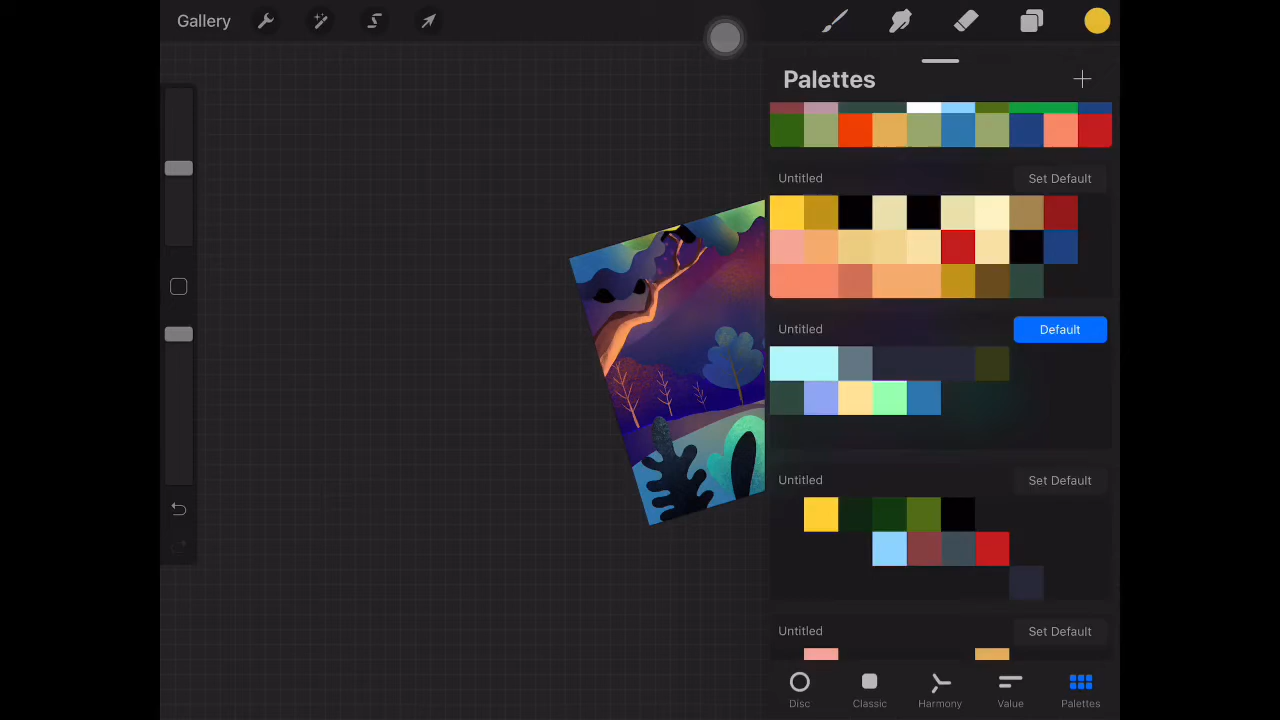 Gallery
Palettes
Untitled
Set Default
Untitled
Default
Untitled
Set Default
Untitled
Set Default
Disc
Classic
Harmony
Value
Palettes